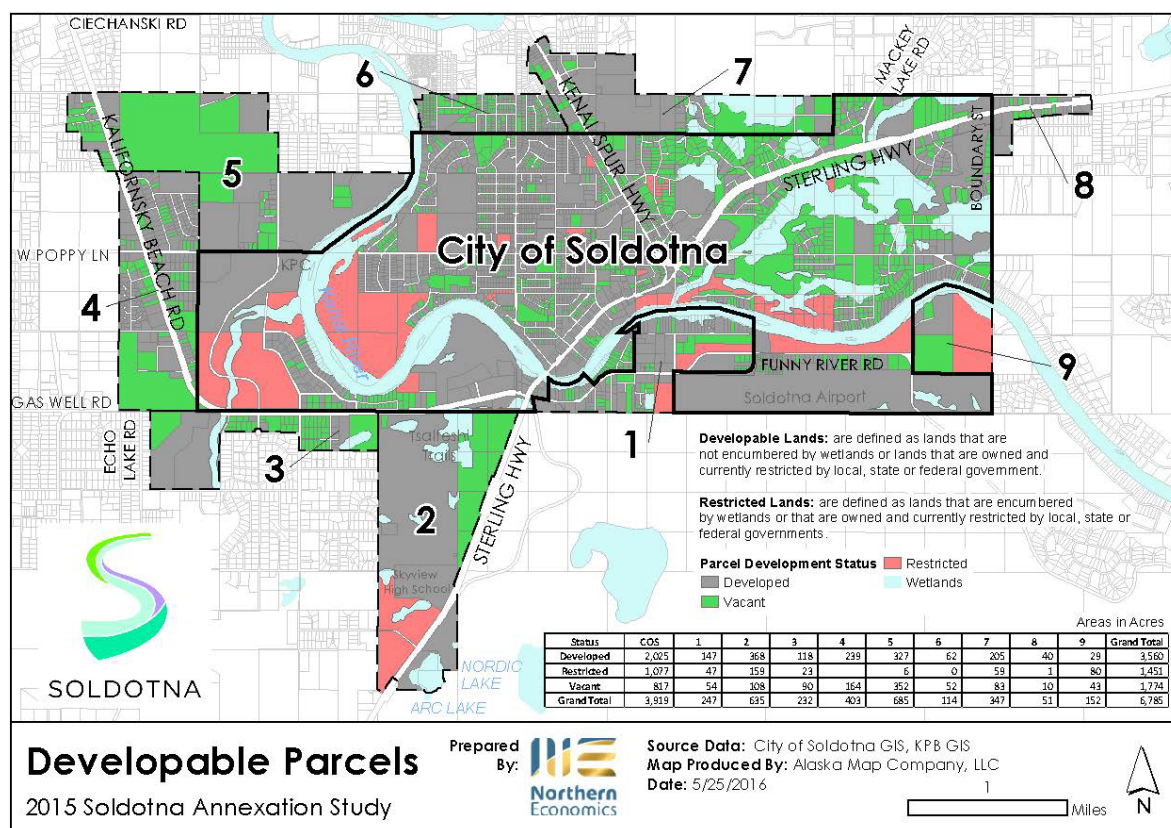 CIECHANSKI RD
MACKEY
LAKE RD
6
7
KENAI SPUR HWY
KALIFORNSKY BEACH RD
5
STERLING HWY
BOUNDARY ST
8
City of Soldotna
W POPPY LN
KPC
Kenai River
4
FUNNY RIVER RD
9
Soldotna Airport
GAS WELL RD
ECHO
LAKE RD
3
Tsalteshi
Trails
1
2
STERLING HWY
Skyview
High School
NORDIC
LAKE
ARC LAKE
SOLDOTNA
Developable Lands: are defined as lands that are
not encumbered by wetlands or lands that are owned and
currently restricted by local, state or federal government.
Restricted Lands: are defined as lands that are encumbered
by wetlands or that are owned and currently restricted by local, state or
federal governments.
Parcel Development Status
Restricted
Developed
Wetlands
Vacant
Areas in Acres
Status COS 1 2 3 4 5 6 7 8 9 Grand Total
Developed 2,025 147 368 118 239 327 62 205 40 29 3,560
Restricted 1,077 47 159 23 6 0 59 1 80 1,451
Vacant 817 54 108 90 164 352 52 83 10 43 1,774
Grand Total 3,919 247 635 232 403 685 114 347 51 152 6,785
Developable Parcels
2015 Soldotna Annexation Study
Prepared
By:
Northern
Economics
Source Data: City of Soldotna GIS, KPB GIS
Map Produced By: Alaska Map Company, LLC
Date: 5/25/2016
1
Miles
N